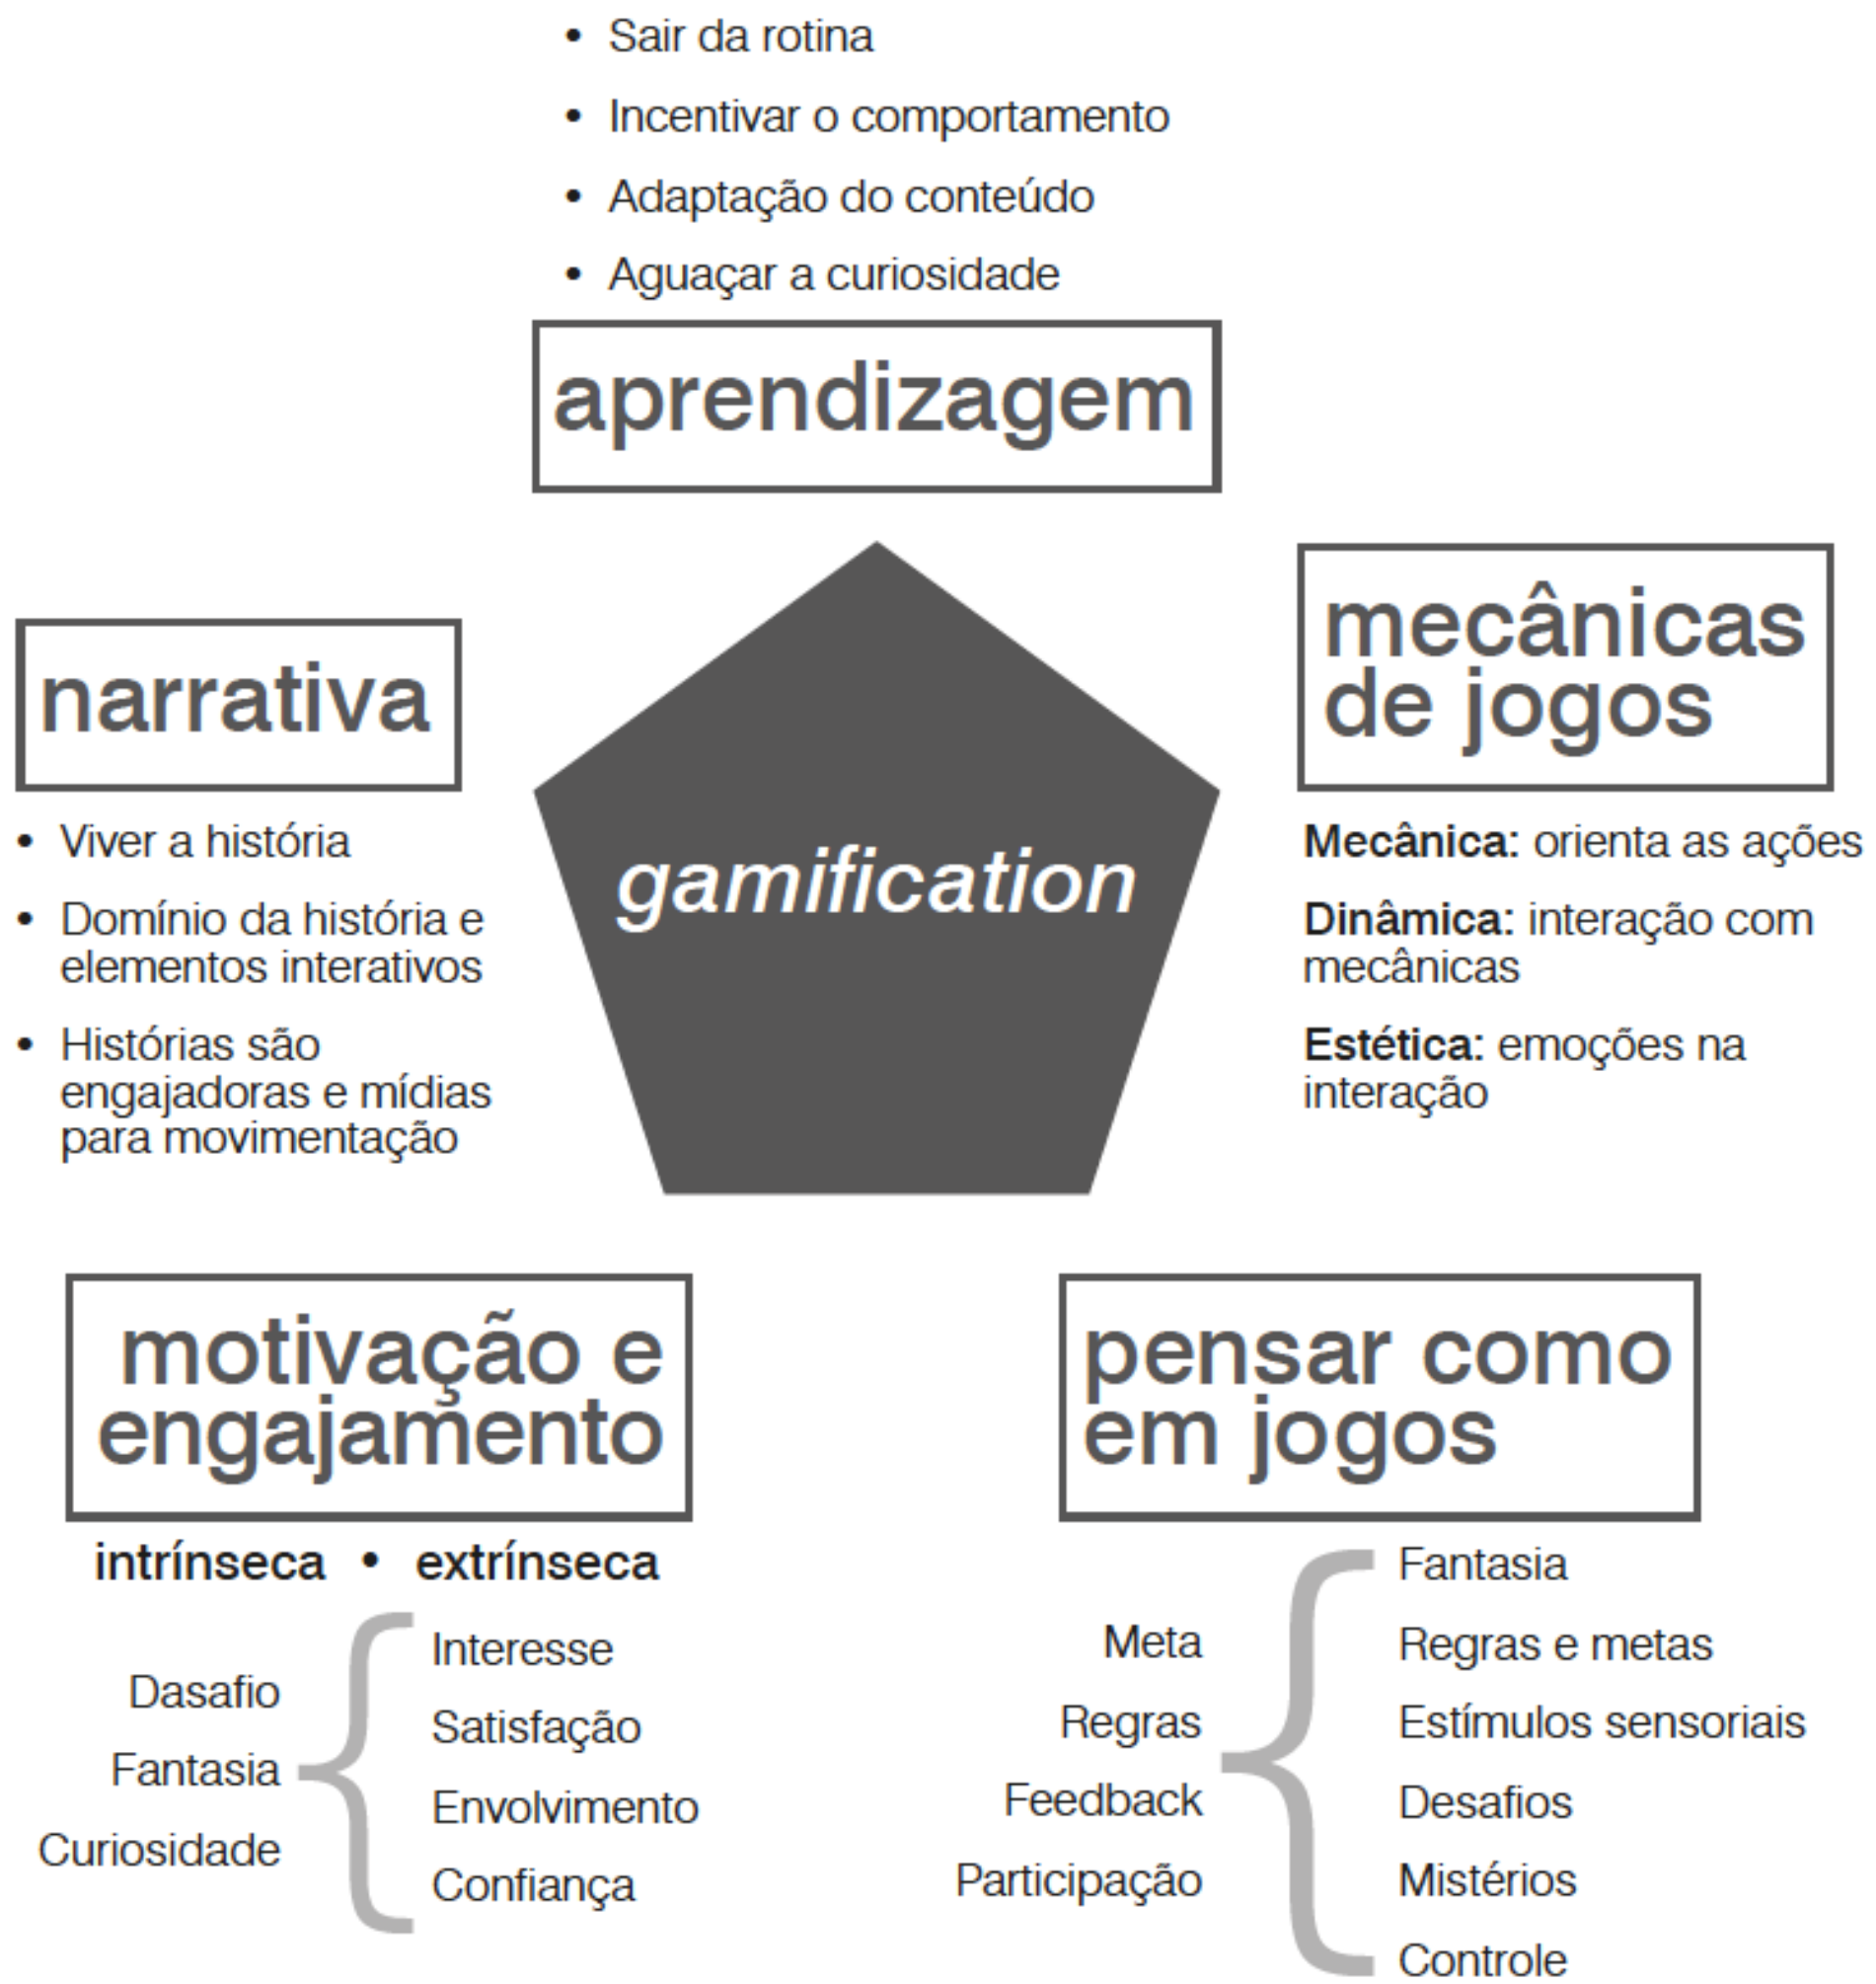 • Sair da rotina
• Incentivar o comportamento
• Adaptação do conteúdo
• Aguaçar a curiosidade
aprendizagem
narrativa
• Viver a história
• Domínio da história e
elementos interativos
• Histórias são
engajadoras e mídias
para movimentação
gamification
mecânicas
de jogos
Mecânica: orienta as ações
Dinâmica: interação com
mecânicas
Estética: emoções na
interação
motivação e
engajamento
intrínseca • extrínseca
Dasafio
Fantasia
Curiosidade
Interesse
Satisfação
Envolvimento
Confiança
pensar como
em jogos
Meta
Regras
Feedback
Participação
Fantasia
Regras e metas
Estímulos sensoriais
Desafios
Mistérios
Controle